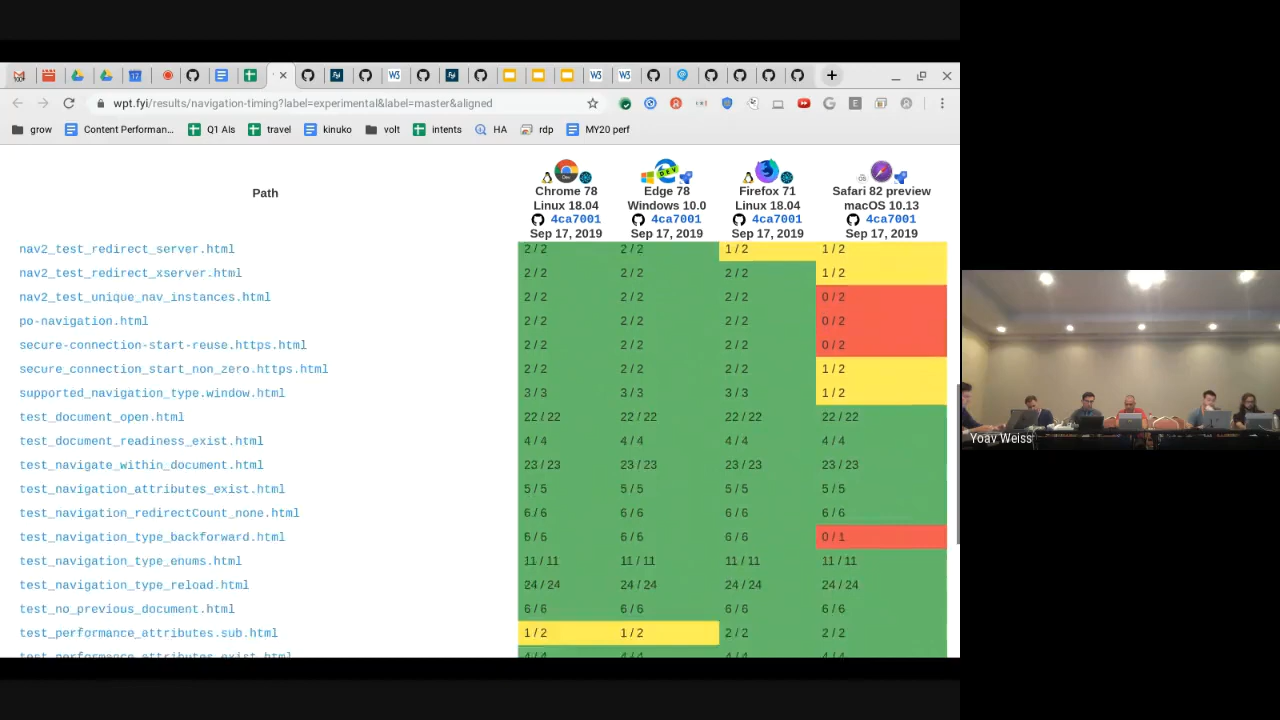 wpt.fyi/results/navigation-timing?label=experimental&label=master&aligned
grow Content Performan... Q1 AIs travel kinuko volt intents HA rdp MY20 perf
Path
Chrome 78 Edge 78 Firefox 71 Safari 82 preview
Linux 18.04 Windows 10.0 Linux 18.04 macOS 10.13
4ca7001 4ca7001 4ca7001 4ca7001
Sep 17, 2019 Sep 17, 2019 Sep 17, 2019 Sep 17, 2019
nav2_test_redirect_server.html 2 / 2 2 / 2 1 / 2 1 / 2
nav2_test_redirect_xserver.html 2 / 2 2 / 2 2 / 2 1 / 2
nav2_test_unique_nav_instances.html 2 / 2 2 / 2 2 / 2 0 / 2
po-navigation.html 2 / 2 2 / 2 2 / 2 0 / 2
secure-connection-start-reuse.https.html 2 / 2 2 / 2 2 / 2 0 / 2
secure_connection_start_non_zero.https.html 2 / 2 2 / 2 2 / 2 1 / 2
supported_navigation_type.window.html 3 / 3 3 / 3 3 / 3 1 / 2
test_document_open.html 22 / 22 22 / 22 22 / 22 22 / 22
test_document_readiness_exist.html 4 / 4 4 / 4 4 / 4 4 / 4
test_navigate_within_document.html 23 / 23 23 / 23 23 / 23 23 / 23
test_navigation_attributes_exist.html 5 / 5 5 / 5 5 / 5 5 / 5
test_navigation_redirectCount_none.html 6 / 6 6 / 6 6 / 6 6 / 6
test_navigation_type_backforward.html 6 / 6 6 / 6 6 / 6 0 / 1
test_navigation_type_enums.html 11 / 11 11 / 11 11 / 11 11 / 11
test_navigation_type_reload.html 24 / 24 24 / 24 24 / 24 24 / 24
test_no_previous_document.html 6 / 6 6 / 6 6 / 6 6 / 6
test_performance_attributes.sub.html 1 / 2 1 / 2 2 / 2 2 / 2
test_performance_attributes_exist.html 4 / 4 4 / 4 4 / 4 4 / 4
Yoav Weiss